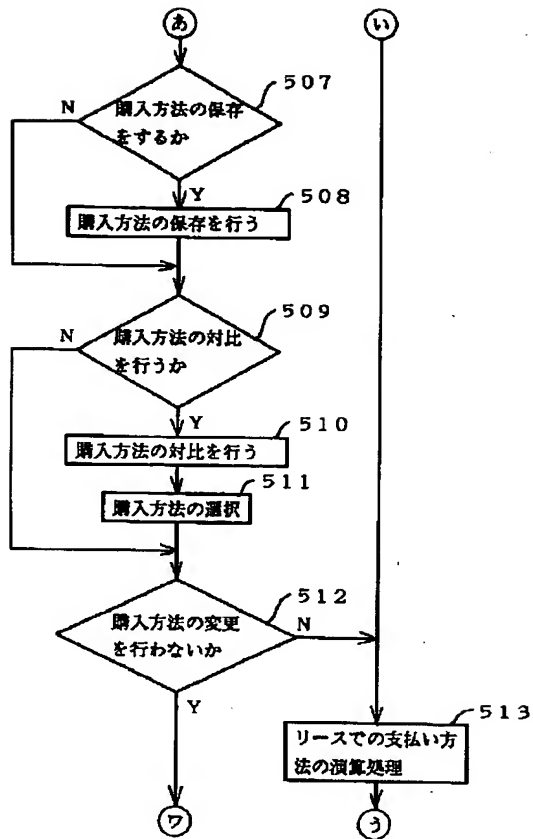 あ
い
507
購入方法の保存
をするか
N
Y
508
購入方法の保存を行う
509
購入方法の対比
を行うか
N
Y
510
購入方法の対比を行う
511
購入方法の選択
512
購入方法の変更
を行わないか
N
Y
513
リースでの支払い方
法の演算処理
ワ
う